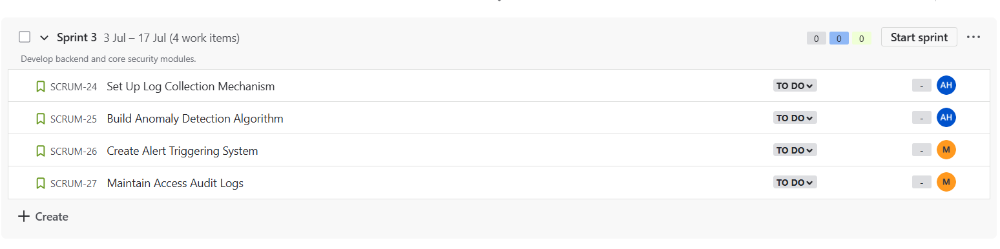 Sprint 3 3 Jul – 17 Jul (4 work items) 0 0 0 Start sprint
Develop backend and core security modules.
SCRUM-24 Set Up Log Collection Mechanism TO DO - AH
SCRUM-25 Build Anomaly Detection Algorithm TO DO - AH
SCRUM-26 Create Alert Triggering System TO DO - M
SCRUM-27 Maintain Access Audit Logs TO DO - M
Create